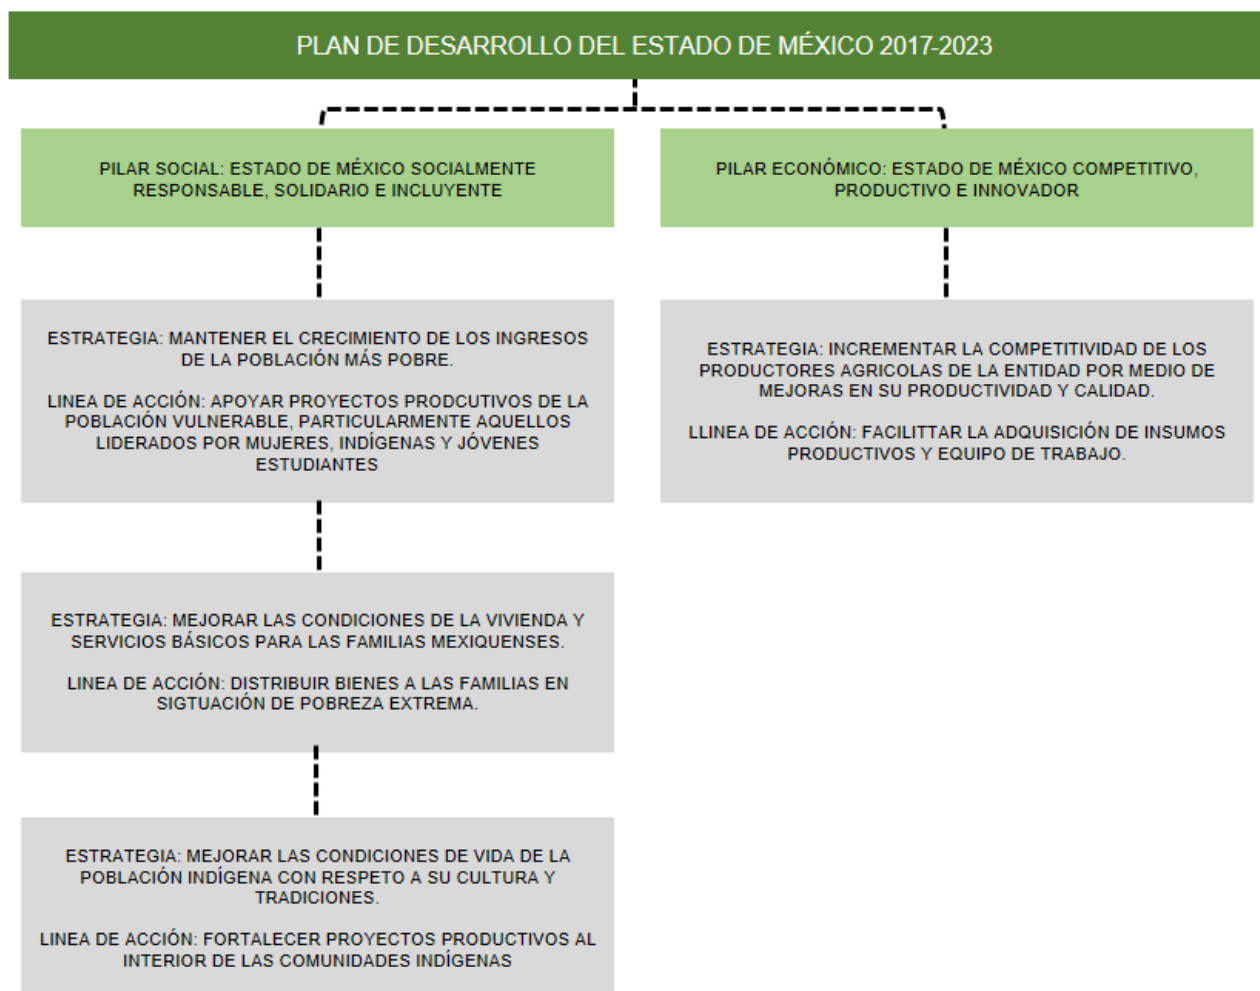 PLAN DE DESARROLLO DEL ESTADO DE MÉXICO 2017-2023
PILAR SOCIAL: ESTADO DE MÉXICO SOCIALMENTE
RESPONSABLE, SOLIDARIO E INCLUYENTE
PILAR ECONÓMICO: ESTADO DE MÉXICO COMPETITIVO,
PRODUCTIVO E INNOVADOR
ESTRATEGIA: MANTENER EL CRECIMIENTO DE LOS INGRESOS
DE LA POBLACIÓN MÁS POBRE.
LINEA DE ACCIÓN: APOYAR PROYECTOS PRODCUTIVOS DE LA
POBLACIÓN VULNERABLE, PARTICULARMENTE AQUELLOS
LIDERADOS POR MUJERES, INDÍGENAS Y JÓVENES
ESTUDIANTES
ESTRATEGIA: INCREMENTAR LA COMPETITIVIDAD DE LOS
PRODUCTORES AGRICOLAS DE LA ENTIDAD POR MEDIO DE
MEJORAS EN SU PRODUCTIVIDAD Y CALIDAD.
LLINEA DE ACCIÓN: FACILITTAR LA ADQUISICIÓN DE INSUMOS
PRODUCTIVOS Y EQUIPO DE TRABAJO.
ESTRATEGIA: MEJORAR LAS CONDICIONES DE LA VIVIENDA Y
SERVICIOS BÁSICOS PARA LAS FAMILIAS MEXIQUENSES.
LINEA DE ACCIÓN: DISTRIBUIR BIENES A LAS FAMILIAS EN
SIGTUACIÓN DE POBREZA EXTREMA.
ESTRATEGIA: MEJORAR LAS CONDICIONES DE VIDA DE LA
POBLACIÓN INDÍGENA CON RESPETO A SU CULTURA Y
TRADICIONES.
LINEA DE ACCIÓN: FORTALECER PROYECTOS PRODUCTIVOS AL
INTERIOR DE LAS COMUNIDADES INDÍGENAS